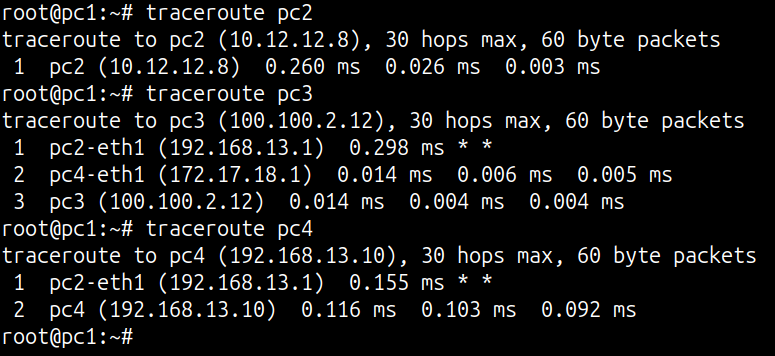 root@pc1:~# traceroute pc2
traceroute to pc2 (10.12.12.8), 30 hops max, 60 byte packets
 1  pc2 (10.12.12.8)  0.260 ms  0.026 ms  0.003 ms
root@pc1:~# traceroute pc3
traceroute to pc3 (100.100.2.12), 30 hops max, 60 byte packets
 1  pc2-eth1 (192.168.13.1)  0.298 ms * *
 2  pc4-eth1 (172.17.18.1)  0.014 ms  0.006 ms  0.005 ms
 3  pc3 (100.100.2.12)  0.014 ms  0.004 ms  0.004 ms
root@pc1:~# traceroute pc4
traceroute to pc4 (192.168.13.10), 30 hops max, 60 byte packets
 1  pc2-eth1 (192.168.13.1)  0.155 ms * *
 2  pc4 (192.168.13.10)  0.116 ms  0.103 ms  0.092 ms
root@pc1:~#